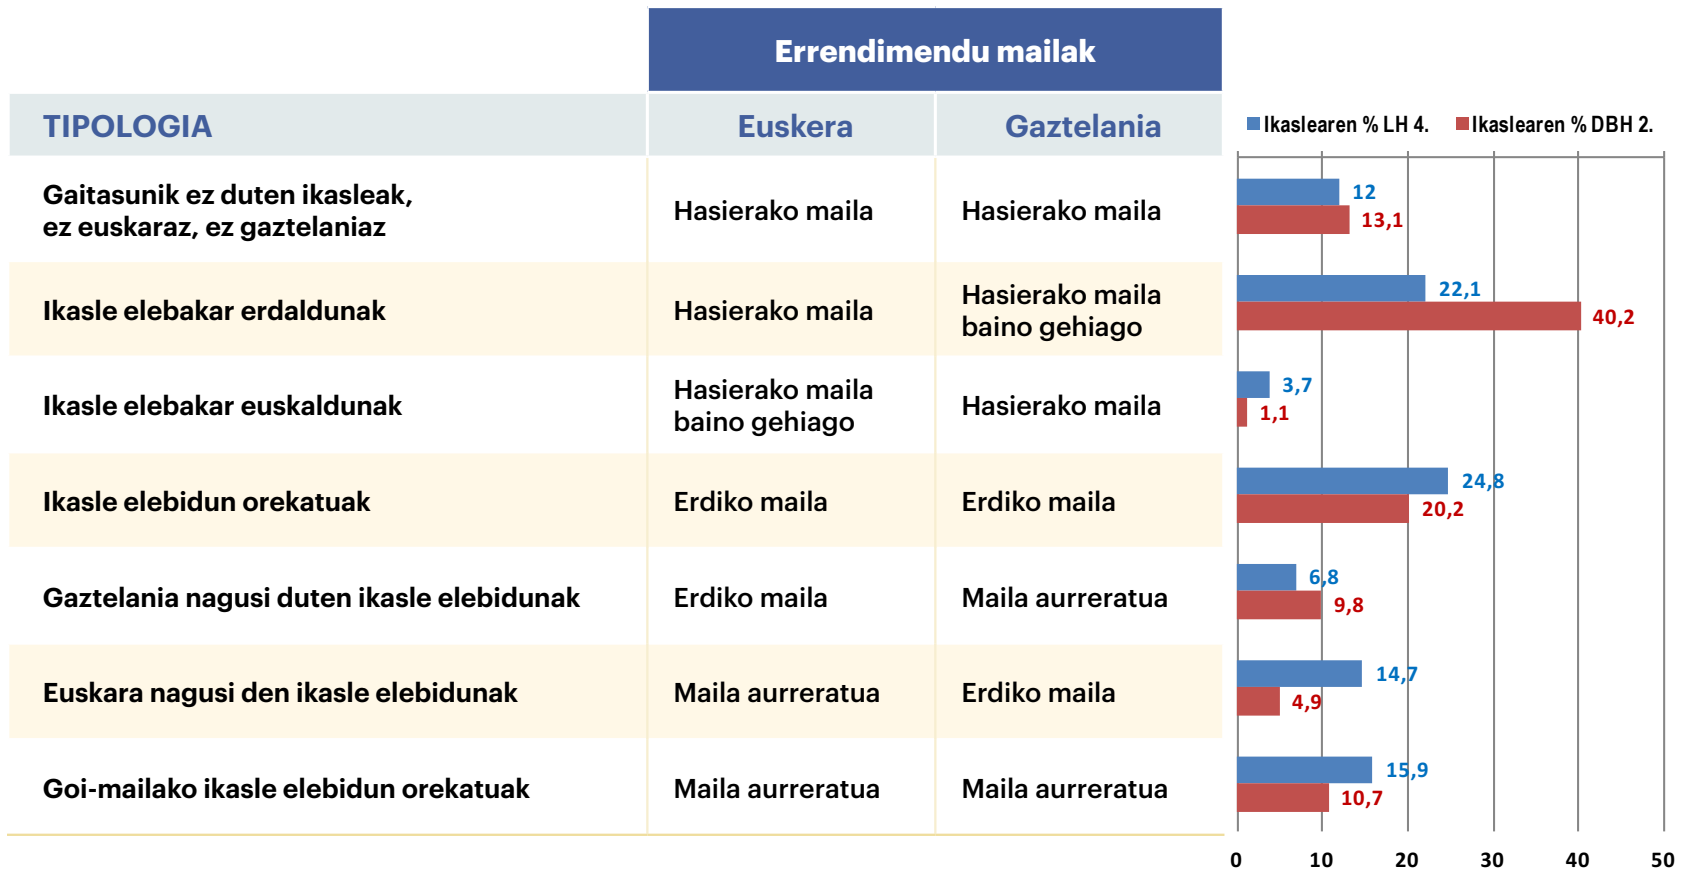 Errendimendu mailak
TIPOLOGIA Euskera Gaztelania
Ikaslearen % LH 4. Ikaslearen % DBH 2.
Gaitasunik ez duten ikasleak,
ez euskaraz, ez gaztelaniaz
Hasierako maila
Hasierako maila
12
13,1
Ikasle elebakar erdaldunak
Hasierako maila
Hasierako maila
baino gehiago
22,1
40,2
Ikasle elebakar euskaldunak
Hasierako maila
baino gehiago
Hasierako maila
3,7
1,1
Ikasle elebidun orekatuak
Erdiko maila
Erdiko maila
24,8
20,2
Gaztelania nagusi duten ikasle elebidunak
Erdiko maila
Maila aurreratua
6,8
9,8
Euskara nagusi den ikasle elebidunak
Maila aurreratua
Erdiko maila
14,7
4,9
Goi-mailako ikasle elebidun orekatuak
Maila aurreratua
Maila aurreratua
15,9
10,7
0 10 20 30 40 50